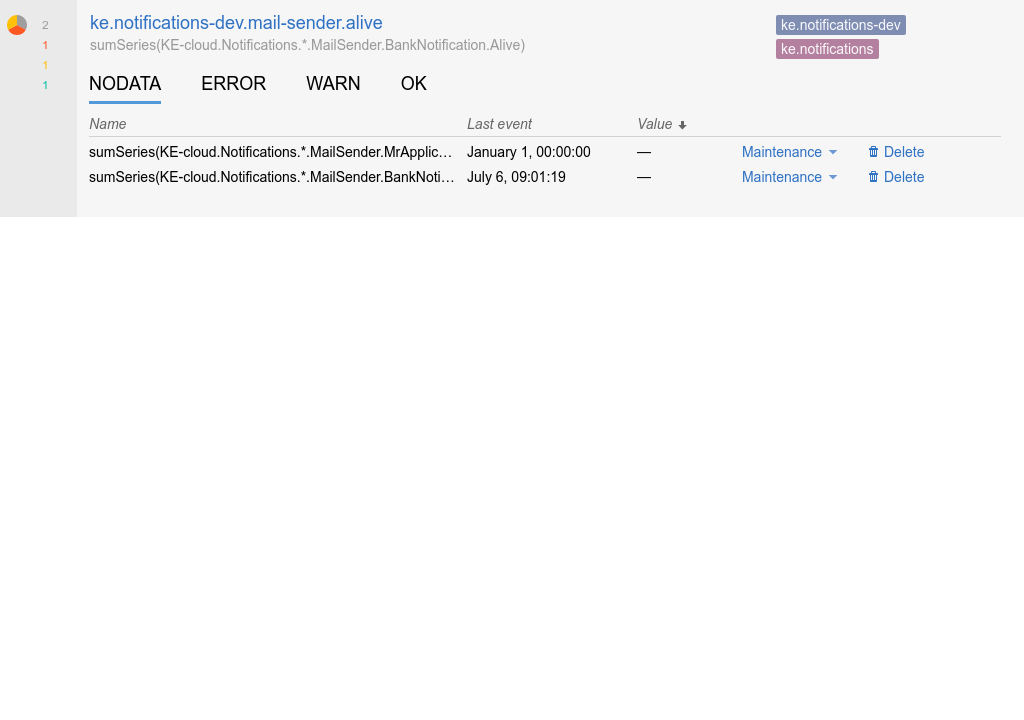 2
1
1
1
ke.notifications-dev.mail-sender.alive
sumSeries(KE-cloud.Notifications.*.MailSender.BankNotification.Alive)
ke.notifications-dev
ke.notifications
NODATA ERROR WARN OK
Name Last event Value
sumSeries(KE-cloud.Notifications.*.MailSender.MrApplic… January 1, 00:00:00 — Maintenance Delete
sumSeries(KE-cloud.Notifications.*.MailSender.BankNoti… July 6, 09:01:19 — Maintenance Delete